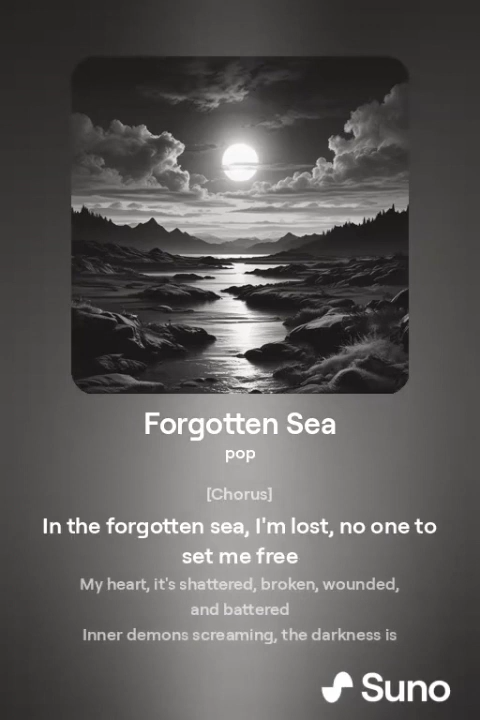 Forgotten Sea
pop
[Chorus]
In the forgotten sea, I'm lost, no one to
set me free
My heart, it's shattered, broken, wounded,
and battered
Inner demons screaming, the darkness is
Suno